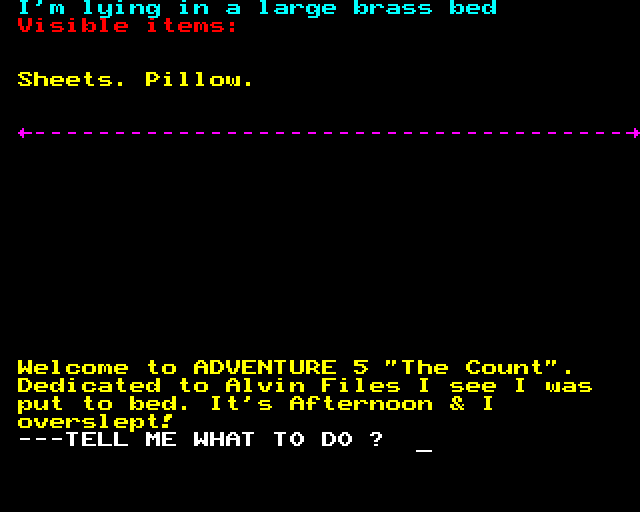 I'm lying in a large brass bed
Visible items:
Sheets. Pillow.
Welcome to ADVENTURE 5 "The Count".
Dedicated to Alvin Files I see I was
put to bed. It's Afternoon & I
overslept!
---TELL ME WHAT TO DO ? _